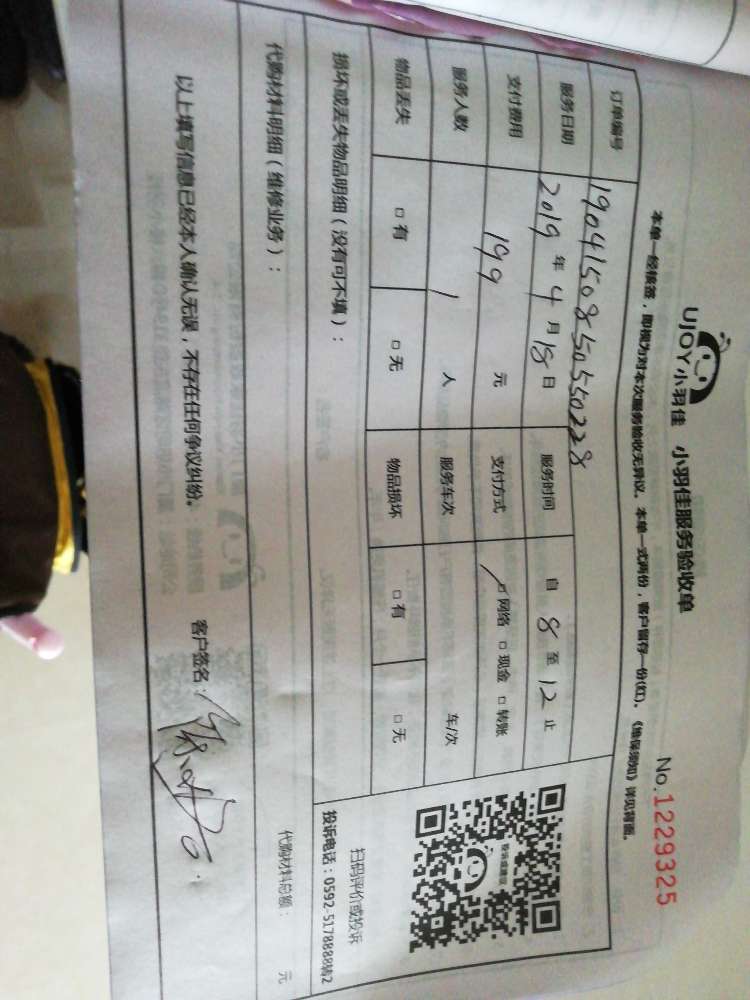 UJOY小羽佳 小羽佳服务验收单 No.1229325
本单一经核签，即视为对本次服务验收无异议。本单一式两份，客户留存一份(红)。《维保须知》详见背面。
订单编号 19041508505550228
服务日期 2019 年 4 月 18 日 服务时间 自 8 至 12 止
支付费用 199 元 支付方式 ☑网络 □现金 □转账
服务人数 1 人 服务车次 车/次
物品丢失 □有 □无 物品损坏 □有 □无
投诉或建议
扫码评价或投诉
损坏或丢失物品明细（没有可不填）：
投诉电话：0592-5178888转2
代购材料明细（维修业务）：
代购材料总额： 元
以上填写信息已经本人确认无误，不存在任何争议纠纷。
客户签名：